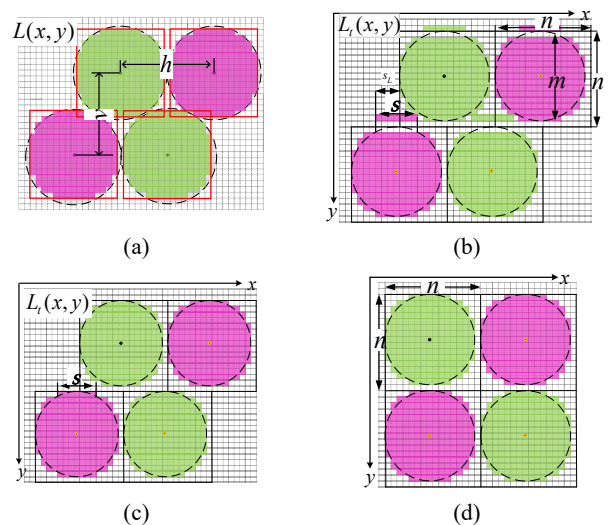 L(x, y)
h
v
(a)
L_t(x, y)
x
n
s_L
s
m
n
y
(b)
L_t(x, y)
x
s
y
(c)
x
n
n
y
(d)